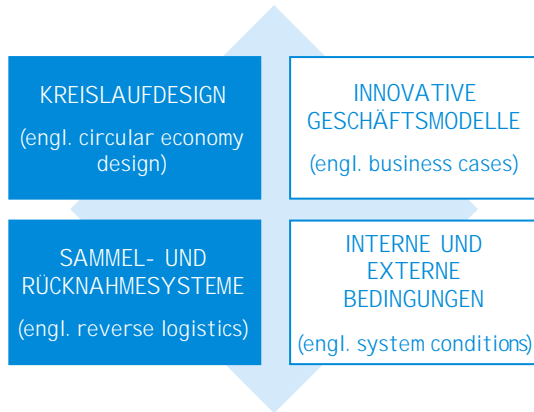 KREISLAUFDESIGN
(engl. circular economy
design)
INNOVATIVE
GESCHÄFTSMODELLE
(engl. business cases)
SAMMEL- UND
RÜCKNAHMESYSTEME
(engl. reverse logistics)
INTERNE UND
EXTERNE
BEDINGUNGEN
(engl. system conditions)